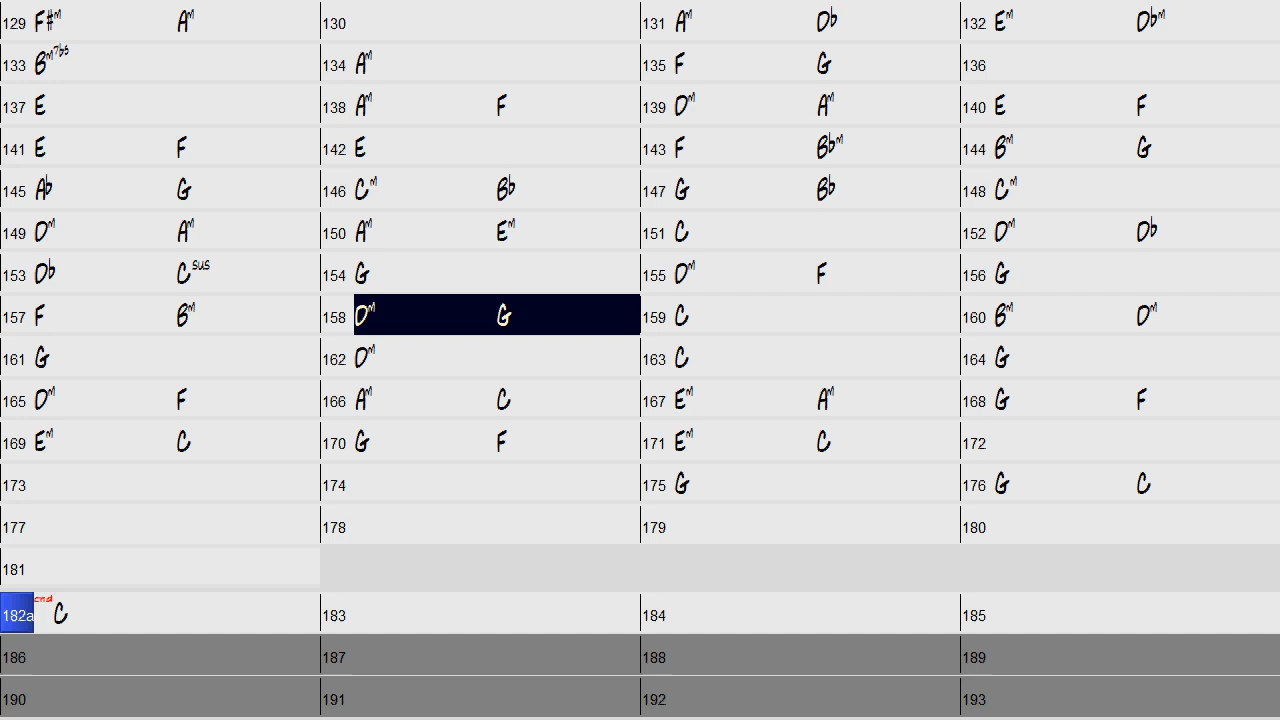 129 F#m Am 130 131 Am Db 132 Em Dbm
133 Bm7b5 134 Am 135 F G 136
137 E 138 Am F 139 Dm Am 140 E F
141 E F 142 E 143 F Bbm 144 Bm G
145 Ab G 146 Cm Bb 147 G Bb 148 Cm
149 Dm Am 150 Am Em 151 C 152 Dm Db
153 Db Csus 154 G 155 Dm F 156 G
157 F Bm 158 Dm G 159 C 160 Bm Dm
161 G 162 Dm 163 C 164 G
165 Dm F 166 Am C 167 Em Am 168 G F
169 Em C 170 G F 171 Em C 172
173 174 175 G 176 G C
177 178 179 180
181
182a end C 183 184 185
186 187 188 189
190 191 192 193